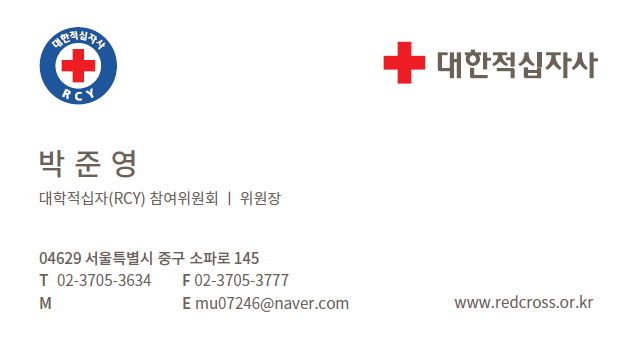 대한적십자사
RCY
대한적십자사
박 준 영
대학적십자(RCY) 참여위원회 ㅣ 위원장
04629 서울특별시 중구 소파로 145
T 02-3705-3634 F 02-3705-3777
M E mu07246@naver.com
www.redcross.or.kr